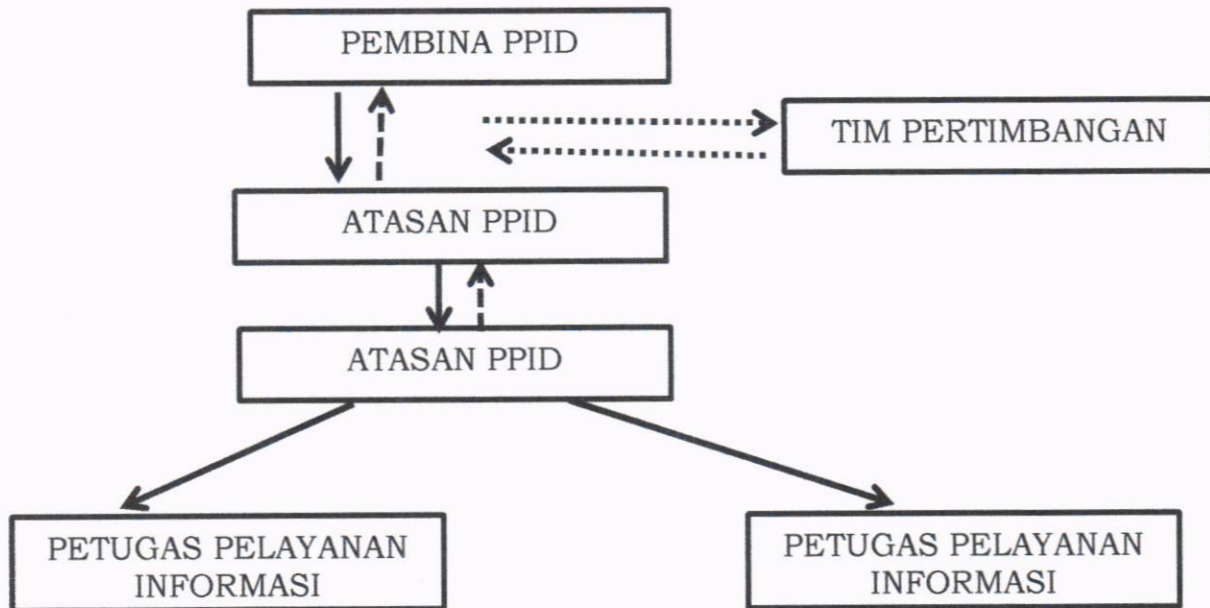 PEMBINA PPID
TIM PERTIMBANGAN
ATASAN PPID
ATASAN PPID
PETUGAS PELAYANAN
INFORMASI
PETUGAS PELAYANAN
INFORMASI